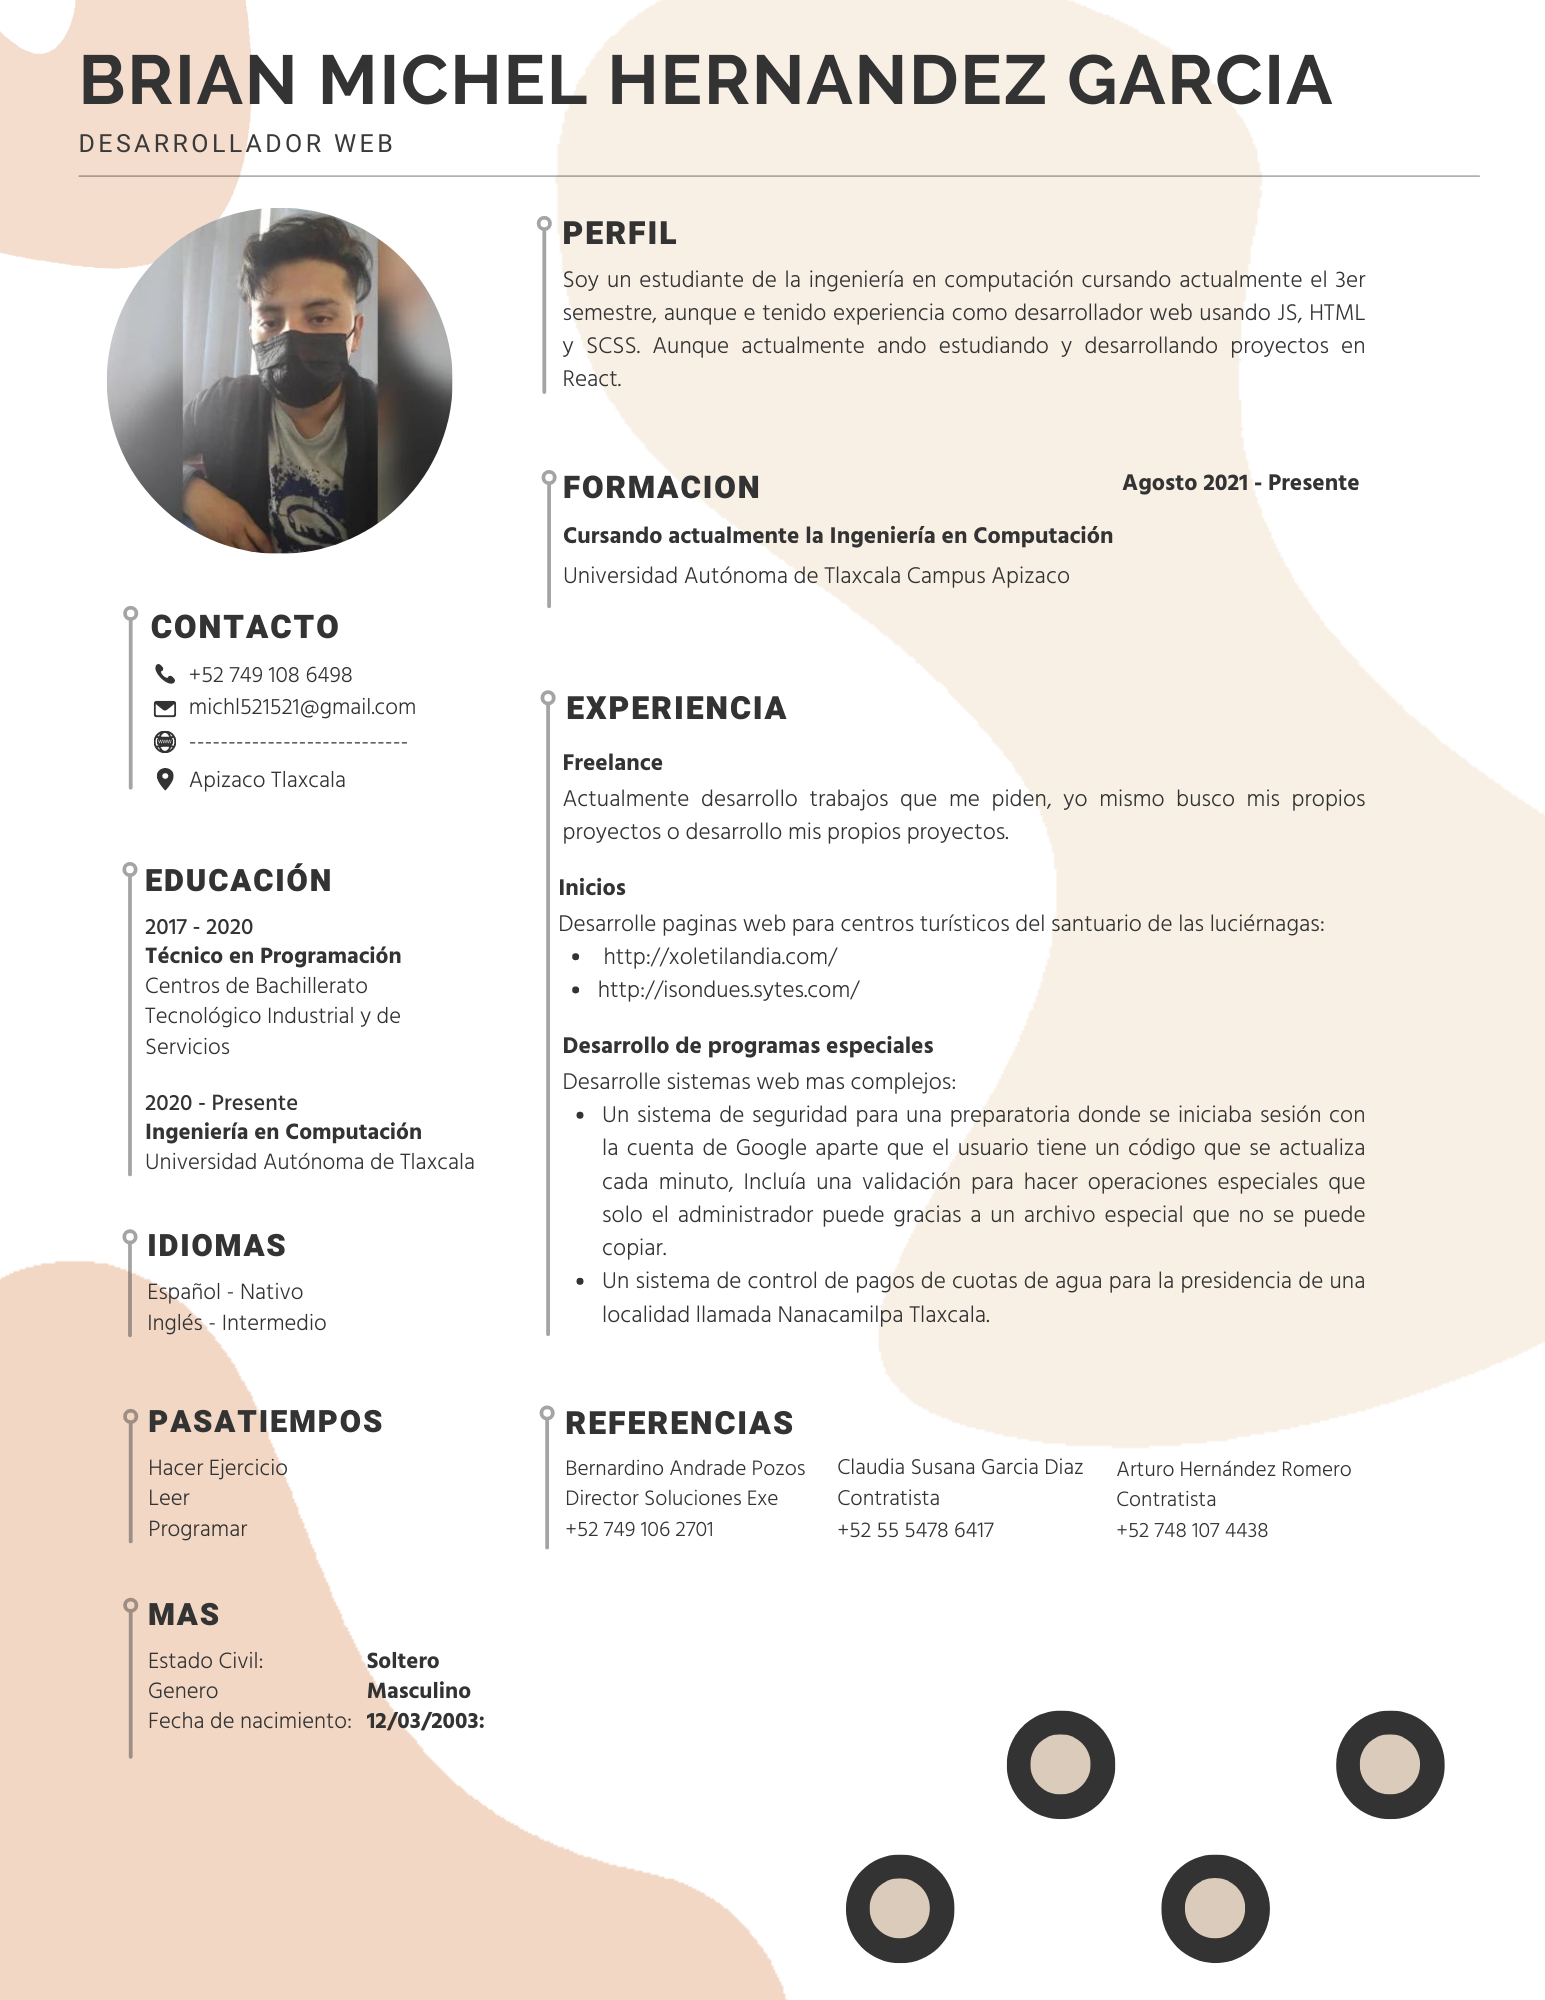 BRIAN MICHEL HERNANDEZ GARCIA
DESARROLLADOR WEB
CONTACTO
+52 749 108 6498
michl521521@gmail.com
----------------------------
Apizaco Tlaxcala
EDUCACIÓN
2017 - 2020
Técnico en Programación
Centros de Bachillerato
Tecnológico Industrial y de
Servicios
2020 - Presente
Ingeniería en Computación
Universidad Autónoma de Tlaxcala
IDIOMAS
Español - Nativo
Inglés - Intermedio
PASATIEMPOS
Hacer Ejercicio
Leer
Programar
MAS
Estado Civil: Soltero
Genero Masculino
Fecha de nacimiento: 12/03/2003:
PERFIL
Soy un estudiante de la ingeniería en computación cursando actualmente el 3er
semestre, aunque e tenido experiencia como desarrollador web usando JS, HTML
y SCSS. Aunque actualmente ando estudiando y desarrollando proyectos en
React.
FORMACION Agosto 2021 - Presente
Cursando actualmente la Ingeniería en Computación
Universidad Autónoma de Tlaxcala Campus Apizaco
EXPERIENCIA
Freelance
Actualmente desarrollo trabajos que me piden, yo mismo busco mis propios
proyectos o desarrollo mis propios proyectos.
Inicios
Desarrolle paginas web para centros turísticos del santuario de las luciérnagas:
• http://xoletilandia.com/
• http://isondues.sytes.com/
Desarrollo de programas especiales
Desarrolle sistemas web mas complejos:
• Un sistema de seguridad para una preparatoria donde se iniciaba sesión con
la cuenta de Google aparte que el usuario tiene un código que se actualiza
cada minuto, Incluía una validación para hacer operaciones especiales que
solo el administrador puede gracias a un archivo especial que no se puede
copiar.
• Un sistema de control de pagos de cuotas de agua para la presidencia de una
localidad llamada Nanacamilpa Tlaxcala.
REFERENCIAS
Bernardino Andrade Pozos
Director Soluciones Exe
+52 749 106 2701
Claudia Susana Garcia Diaz
Contratista
+52 55 5478 6417
Arturo Hernández Romero
Contratista
+52 748 107 4438